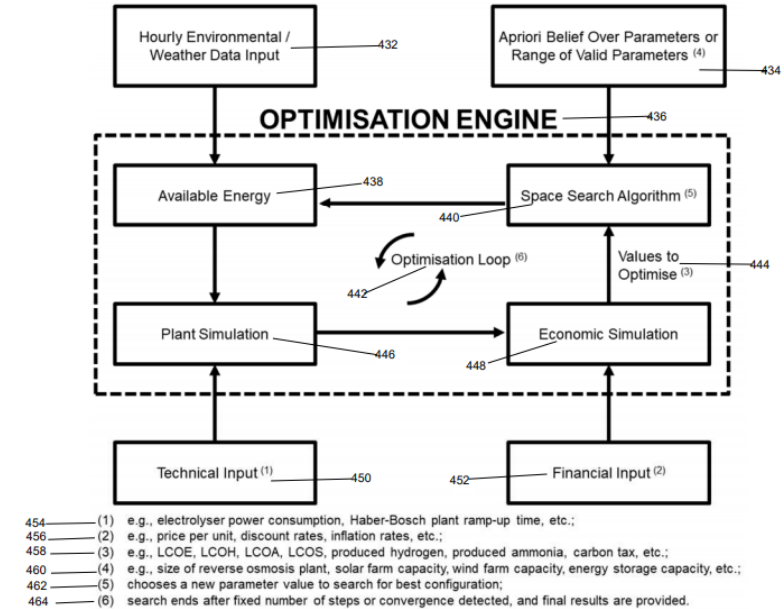 Hourly Environmental /
Weather Data Input
432
Apriori Belief Over Parameters or
Range of Valid Parameters (4)
434
OPTIMISATION ENGINE
436
Available Energy
438
Space Search Algorithm (5)
440
Optimisation Loop (6)
442
Values to
Optimise (3)
444
Plant Simulation
446
Economic Simulation
448
Technical Input (1)
450
452
Financial Input (2)
454 (1) e.g., electrolyser power consumption, Haber-Bosch plant ramp-up time, etc.;
456 (2) e.g., price per unit, discount rates, inflation rates, etc.;
458 (3) e.g., LCOE, LCOH, LCOA, LCOS, produced hydrogen, produced ammonia, carbon tax, etc.;
460 (4) e.g., size of reverse osmosis plant, solar farm capacity, wind farm capacity, energy storage capacity, etc.;
462 (5) chooses a new parameter value to search for best configuration;
464 (6) search ends after fixed number of steps or convergence detected, and final results are provided.